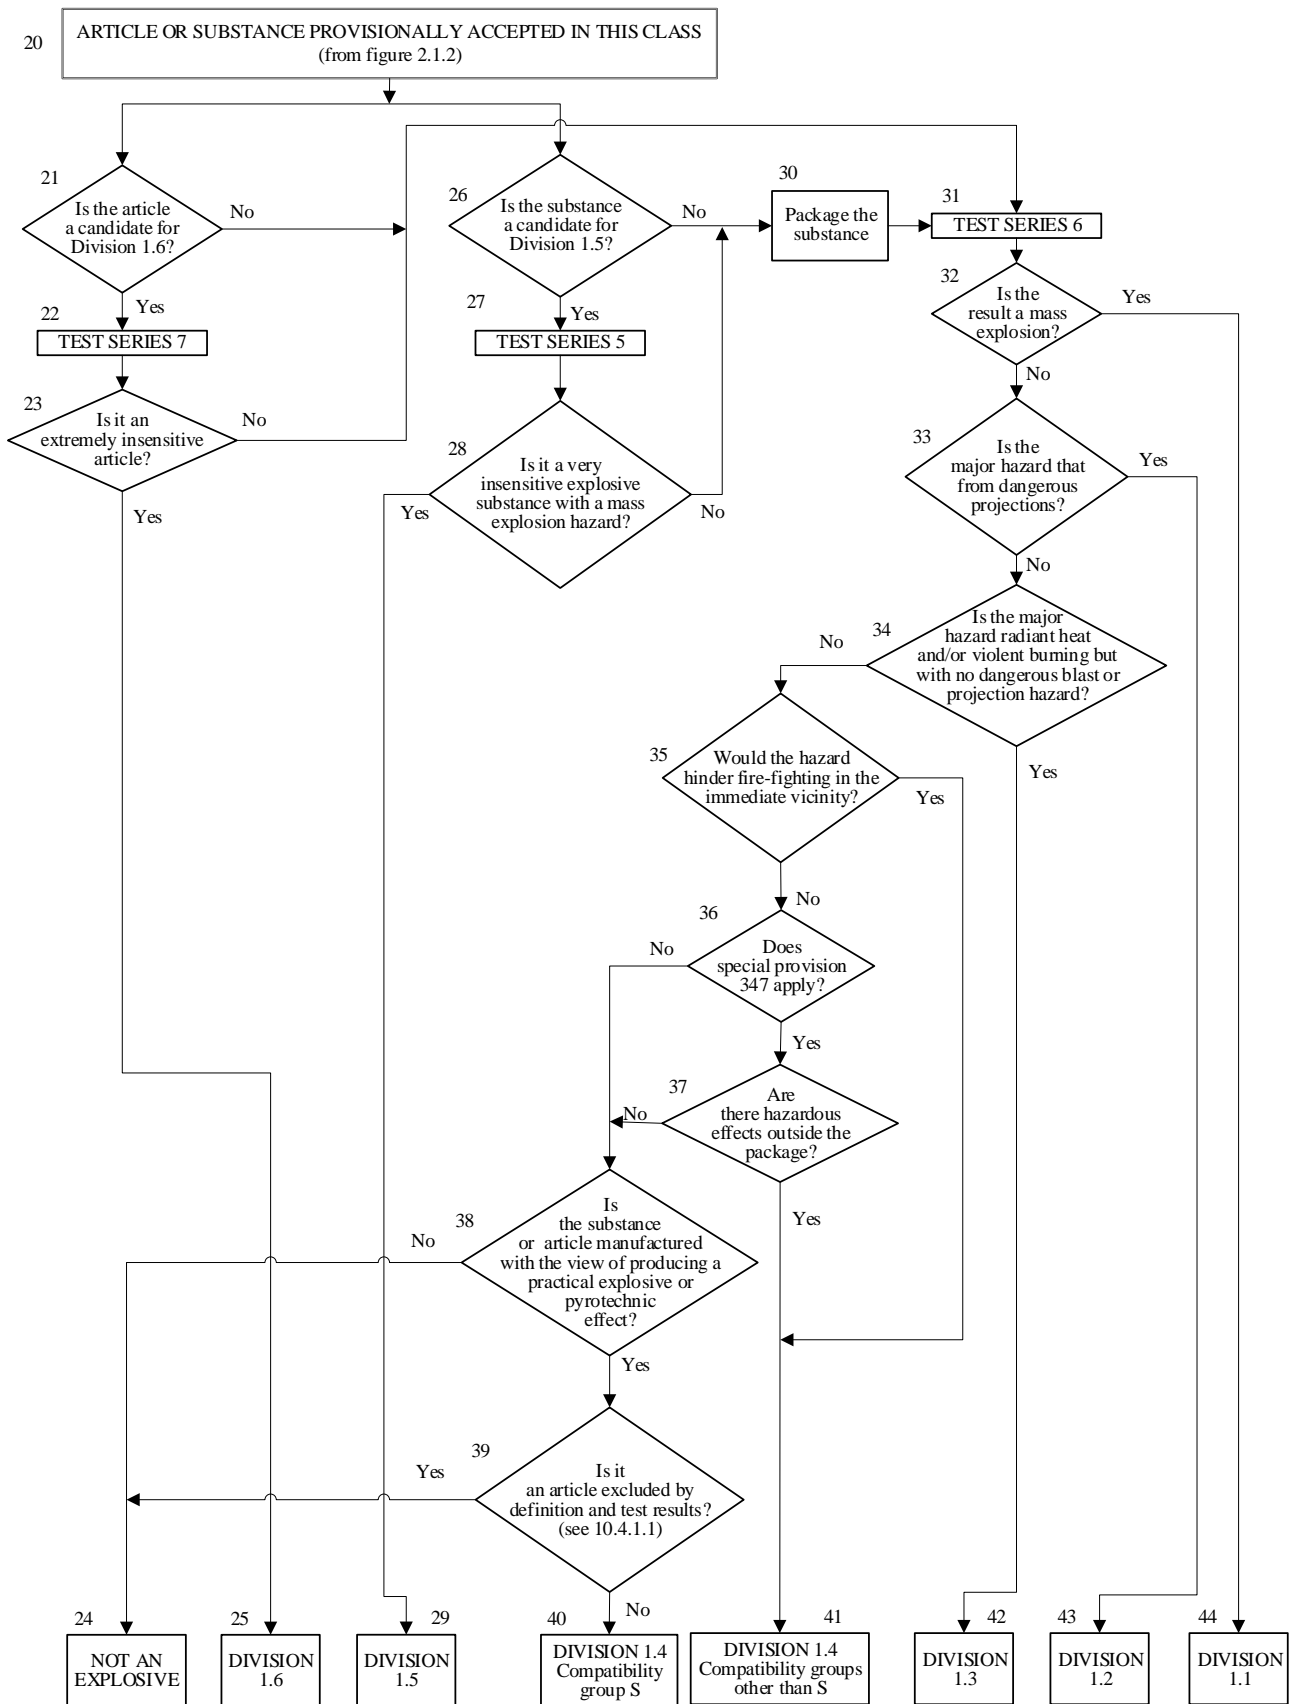 20
ARTICLE OR SUBSTANCE PROVISIONALLY ACCEPTED IN THIS CLASS
(from figure 2.1.2)
21
Is the article
a candidate for
Division 1.6?
No
Yes
22
TEST SERIES 7
23
Is it an
extremely insensitive
article?
No
Yes
26
Is the substance
a candidate for
Division 1.5?
No
27
Yes
TEST SERIES 5
28
Is it a very
insensitive explosive
substance with a mass
explosion hazard?
Yes
No
30
Package the
substance
31
TEST SERIES 6
32
Is the
result a mass
explosion?
Yes
No
33
Is the
major hazard that
from dangerous
projections?
Yes
No
34
Is the major
hazard radiant heat
and/or violent burning but
with no dangerous blast or
projection hazard?
No
Yes
35
Would the hazard
hinder fire-fighting in the
immediate vicinity?
Yes
No
36
Does
special provision
347 apply?
No
Yes
37
Are
there hazardous
effects outside the
package?
No
Yes
38
Is
the substance
or article manufactured
with the view of producing a
practical explosive or
pyrotechnic
effect?
No
Yes
39
Is it
an article excluded by
definition and test results?
(see 10.4.1.1)
Yes
No
24
NOT AN
EXPLOSIVE
25
DIVISION
1.6
29
DIVISION
1.5
40
DIVISION 1.4
Compatibility
group S
41
DIVISION 1.4
Compatibility groups
other than S
42
DIVISION
1.3
43
DIVISION
1.2
44
DIVISION
1.1